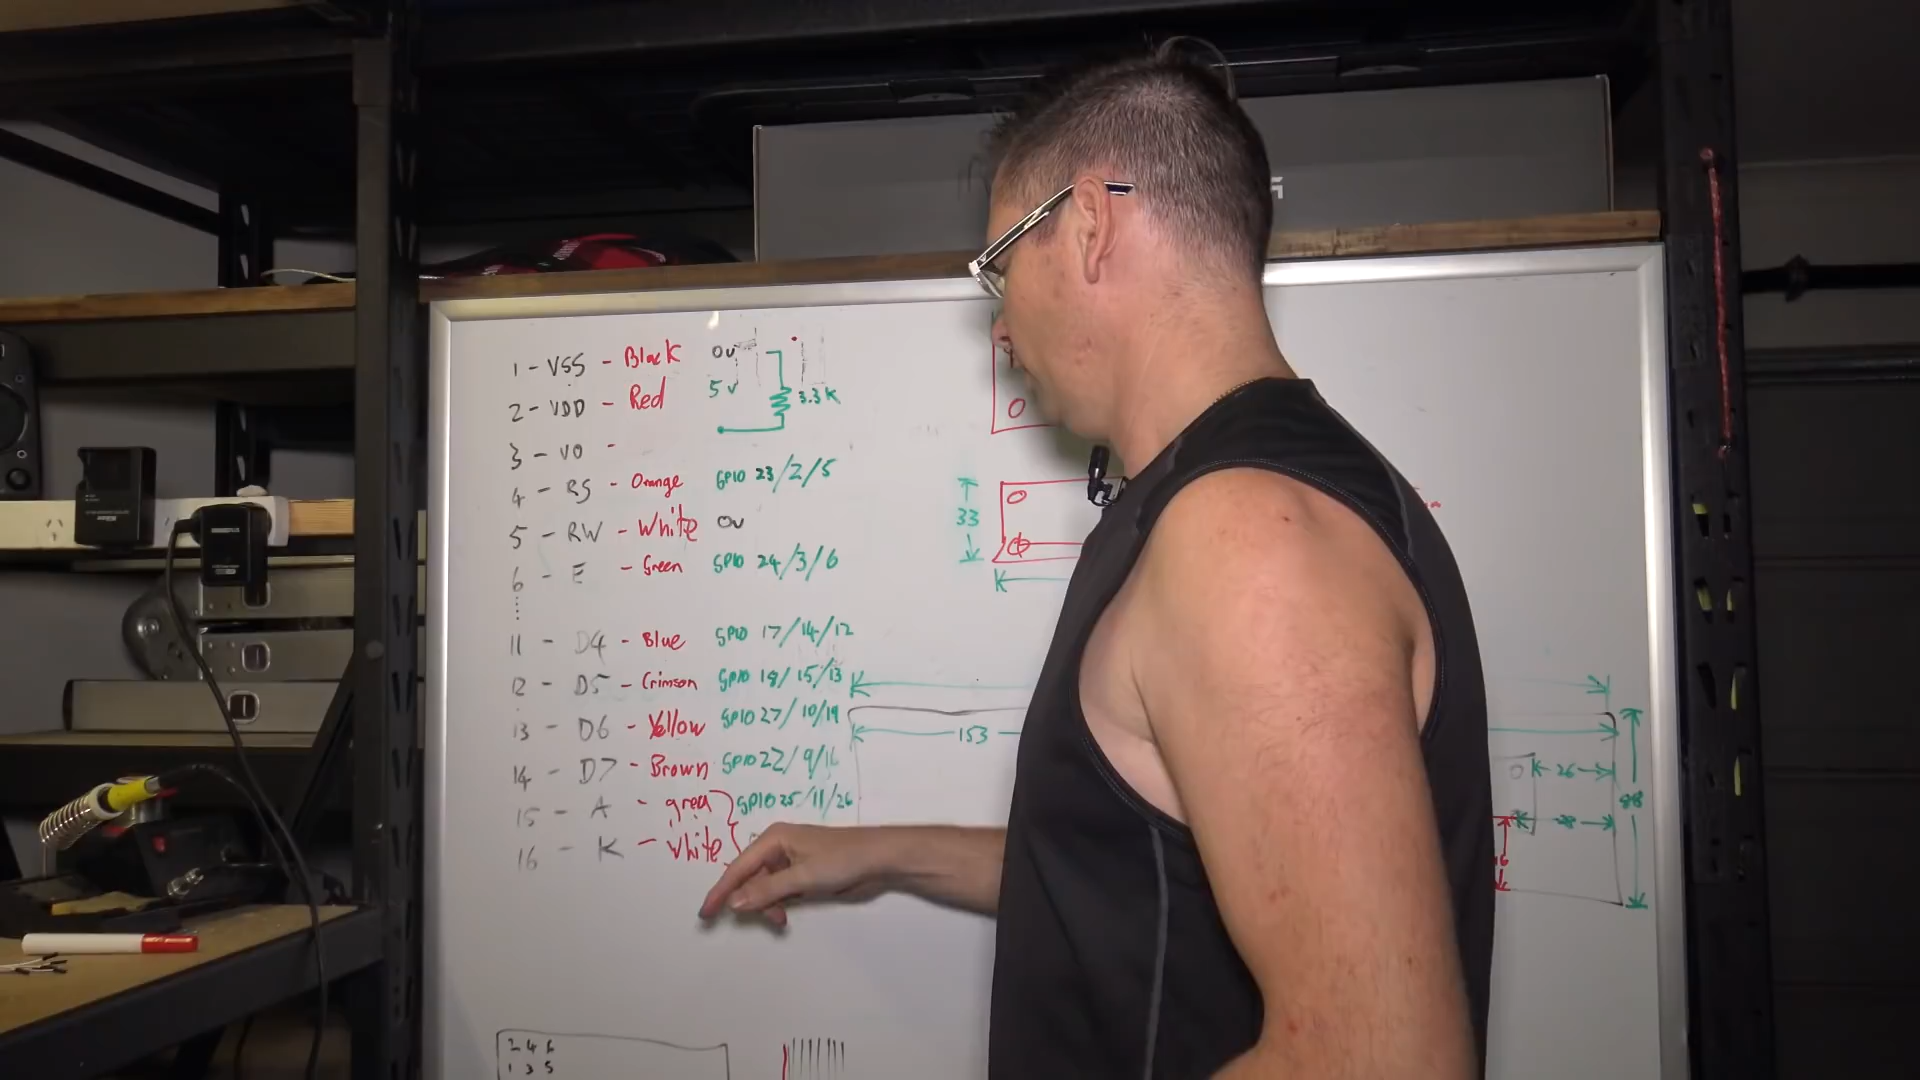 1 - VSS - Black 0v
2 - VDD - Red 5v 3.3K
3 - VO -
4 - RS - Orange GPIO 23/2/5
5 - RW - White 0v
6 - E - Green GPIO 24/3/6
11 - D4 - Blue GPIO 17/14/12
12 - D5 - Crimson GPIO 18/15/13
13 - D6 - Yellow GPIO 27/10/19
14 - D7 - Brown GPIO 22/9/16
15 - A - green GPIO 25/11/26
16 - K - white
33
153
26
88
16
2 4 6
1 3 5